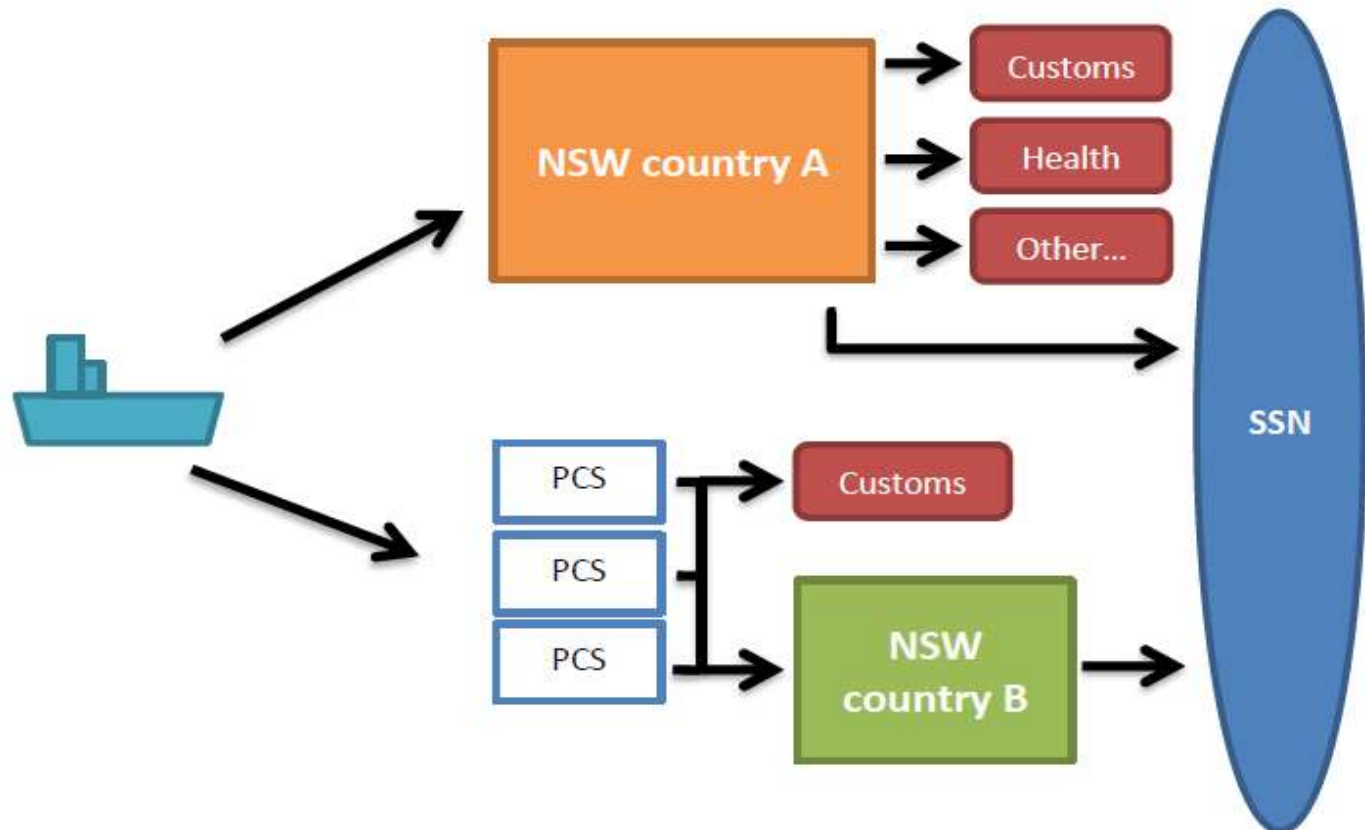 NSW country A
Customs
Health
Other...
SSN
PCS
PCS
PCS
Customs
NSW
country B